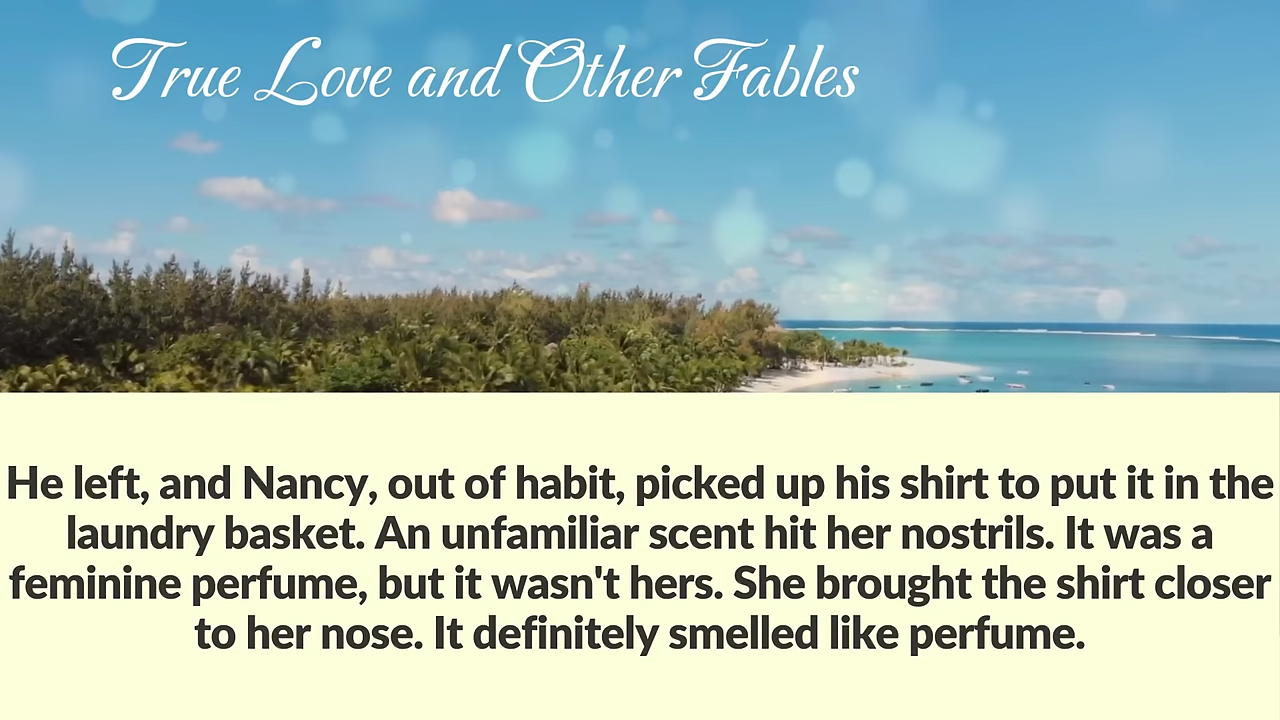 True Love and Other Fables
He left, and Nancy, out of habit, picked up his shirt to put it in the
laundry basket. An unfamiliar scent hit her nostrils. It was a
feminine perfume, but it wasn't hers. She brought the shirt closer
to her nose. It definitely smelled like perfume.